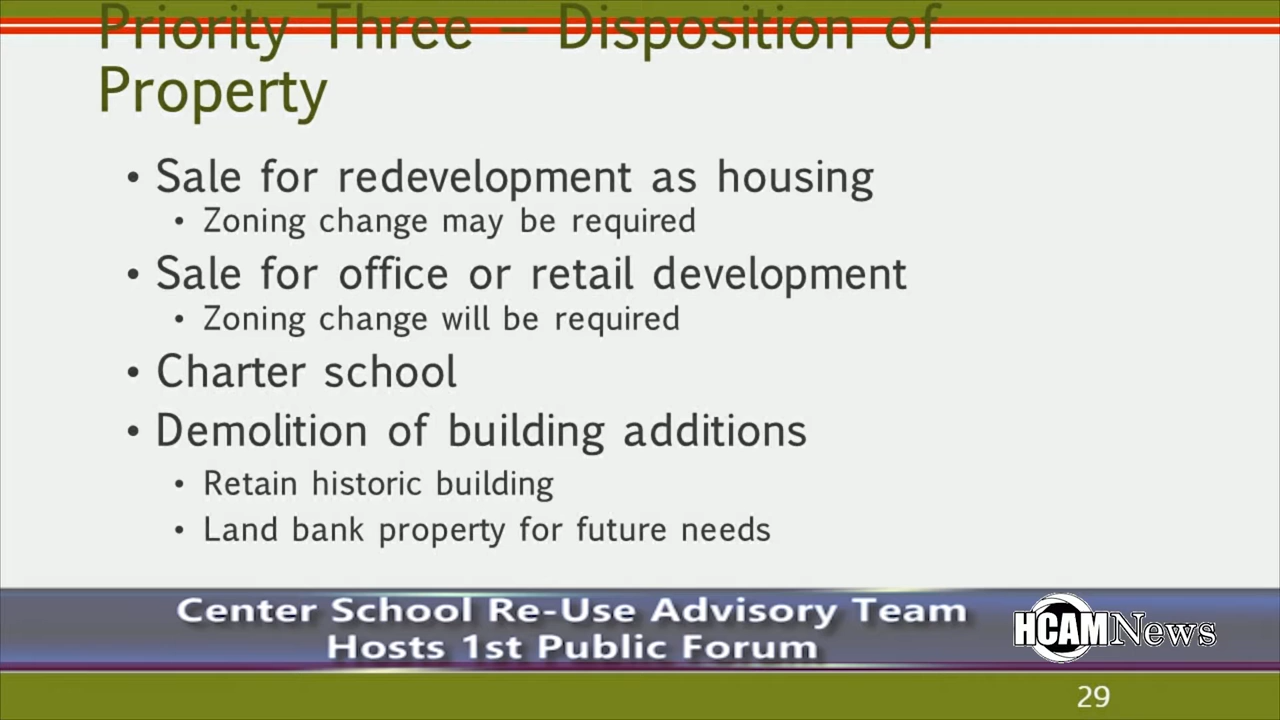 Priority Three – Disposition of
Property
• Sale for redevelopment as housing
• Zoning change may be required
• Sale for office or retail development
• Zoning change will be required
• Charter school
• Demolition of building additions
• Retain historic building
• Land bank property for future needs
Center School Re-Use Advisory Team
Hosts 1st Public Forum
HCAM News
29